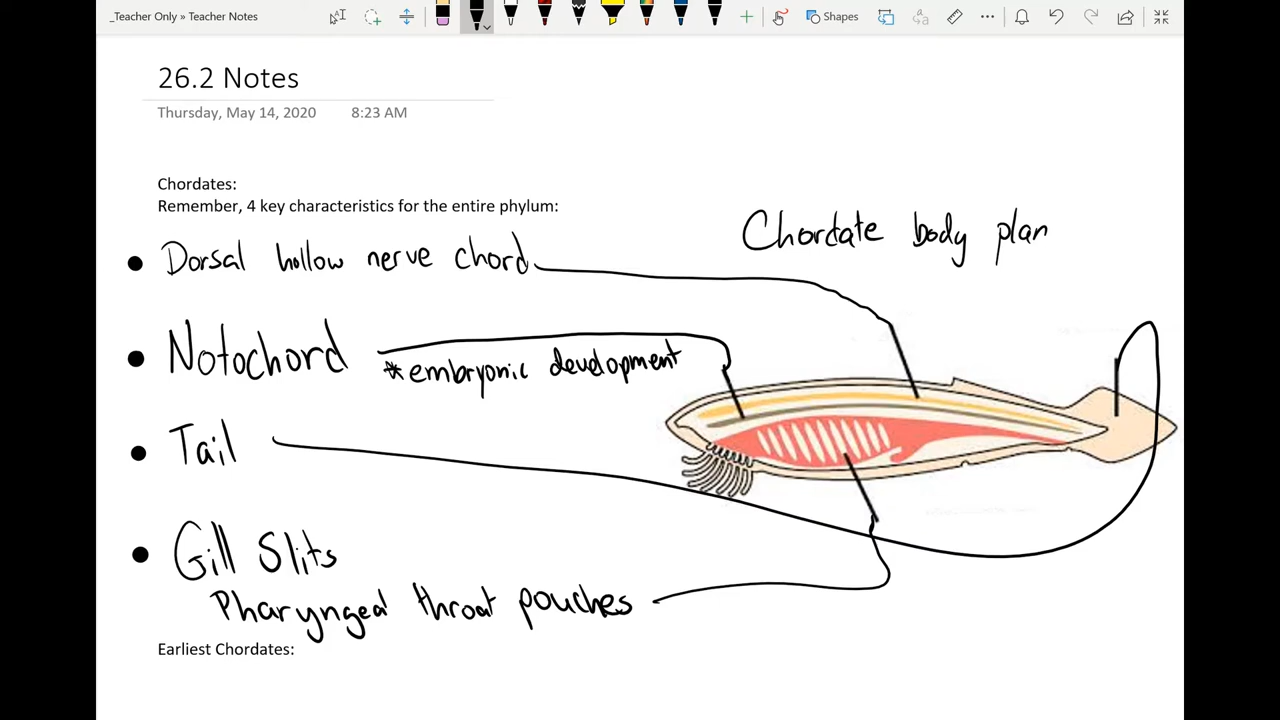 _Teacher Only » Teacher Notes
Shapes
26.2 Notes
Thursday, May 14, 2020 8:23 AM
Chordates:
Remember, 4 key characteristics for the entire phylum:
Chordate body plan
• Dorsal hollow nerve chord
• Notochord *embryonic development
• Tail
• Gill Slits
Pharyngeal throat pouches
Earliest Chordates: